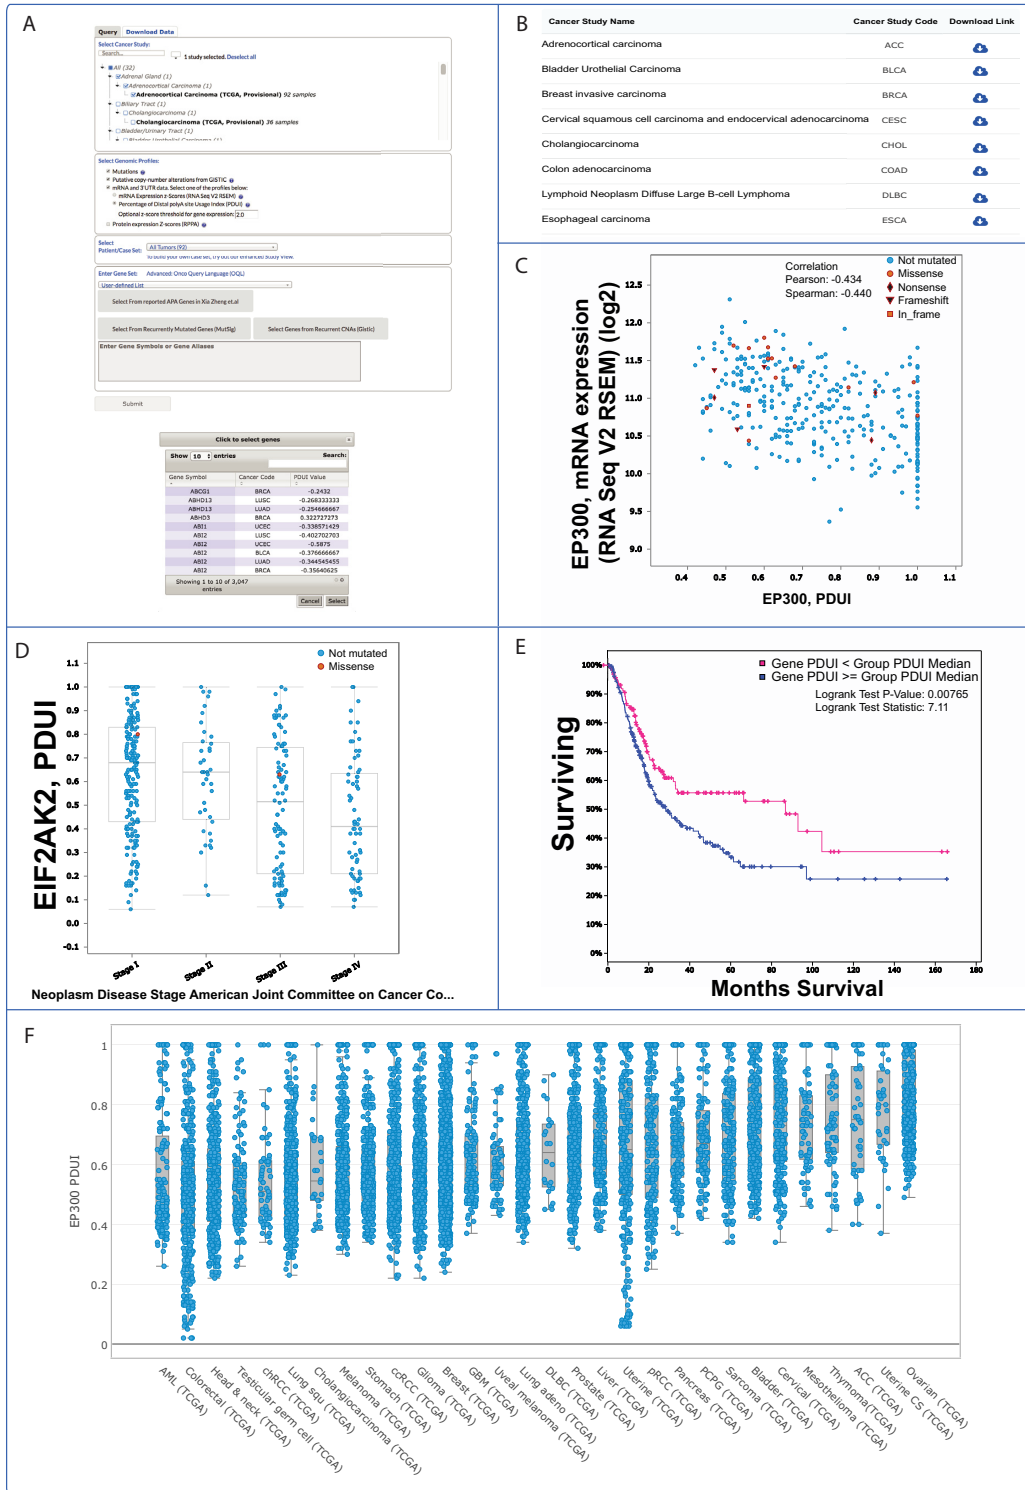 A
Query Download Data
Select Cancer Study:
Search... 1 study selected. Deselect all
All (32)
Adrenal Gland (1)
Adrenocortical Carcinoma (1)
Adrenocortical Carcinoma (TCGA, Provisional) 92 samples
Biliary Tract (1)
Cholangiocarcinoma (1)
Cholangiocarcinoma (TCGA, Provisional) 36 samples
Bladder/Urinary Tract (1)
Bladder Urothelial Carcinoma (1)
Select Genomic Profiles:
Mutations
Putative copy-number alterations from GISTIC
mRNA and 3'UTR data. Select one of the profiles below:
mRNA Expression z-Scores (RNA Seq V2 RSEM)
Percentage of Distal polyA site Usage Index (PDUI)
Optional z-score threshold for gene expression: 2.0
Protein expression Z-scores (RPPA)
Select Patient/Case Set: All Tumors (92)
To build your own case set, try out our enhanced Study View.
Enter Gene Set: Advanced: Onco Query Language (OQL)
User-defined List
Select From reported APA Genes in Xia Zheng et.al
Select From Recurrently Mutated Genes (MutSig) Select Genes from Recurrent CNAs (Gistic)
Enter Gene Symbols or Gene Aliases
Submit
Click to select genes x
Show 10 entries Search:
Gene Symbol Cancer Code PDUI Value
ABCG1 BRCA -0.2432
ABHD13 LUSC -0.268333333
ABHD13 LUAD -0.254666667
ABHD3 BRCA 0.322727273
ABI1 UCEC -0.338571429
ABI2 LUSC -0.402702703
ABI2 UCEC -0.5875
ABI2 BLCA -0.376666667
ABI2 LUAD -0.344545455
ABI2 BRCA -0.35640625
Showing 1 to 10 of 3,047
entries
Cancel Select
B
Cancer Study Name Cancer Study Code Download Link
Adrenocortical carcinoma ACC
Bladder Urothelial Carcinoma BLCA
Breast invasive carcinoma BRCA
Cervical squamous cell carcinoma and endocervical adenocarcinoma CESC
Cholangiocarcinoma CHOL
Colon adenocarcinoma COAD
Lymphoid Neoplasm Diffuse Large B-cell Lymphoma DLBC
Esophageal carcinoma ESCA
C
Correlation
Pearson: -0.434
Spearman: -0.440
Not mutated
Missense
Nonsense
Frameshift
In_frame
EP300, mRNA expression
(RNA Seq V2 RSEM) (log2)
12.5
12.0
11.5
11.0
10.5
10.0
9.5
9.0
0.4 0.5 0.6 0.7 0.8 0.9 1.0 1.1
EP300, PDUI
D
Not mutated
Missense
EIF2AK2, PDUI
1.1
1.0
0.9
0.8
0.7
0.6
0.5
0.4
0.3
0.2
0.1
0.0
-0.1
Stage I Stage II Stage III Stage IV
Neoplasm Disease Stage American Joint Committee on Cancer Co...
E
Gene PDUI < Group PDUI Median
Gene PDUI >= Group PDUI Median
Logrank Test P-Value: 0.00765
Logrank Test Statistic: 7.11
Surviving
100%
90%
80%
70%
60%
50%
40%
30%
20%
10%
0%
0 20 40 60 80 100 120 140 160 180
Months Survival
F
EP300 PDUI
1
0.8
0.6
0.4
0.2
0
AML (TCGA)
Colorectal (TCGA)
Head & neck (TCGA)
Testicular germ cell (TCGA)
chRCC (TCGA)
Lung squ (TCGA)
Cholangiocarcinoma (TCGA)
Melanoma (TCGA)
Stomach (TCGA)
ccRCC (TCGA)
Glioma (TCGA)
Breast (TCGA)
GBM (TCGA)
Uveal melanoma (TCGA)
Lung adeno (TCGA)
DLBC (TCGA)
Prostate (TCGA)
Liver (TCGA)
Uterine (TCGA)
pRCC (TCGA)
Pancreas (TCGA)
PCPG (TCGA)
Sarcoma (TCGA)
Bladder (TCGA)
Cervical (TCGA)
Mesothelioma (TCGA)
Thymoma(TCGA)
ACC (TCGA)
Uterine CS (TCGA)
Ovarian (TCGA)